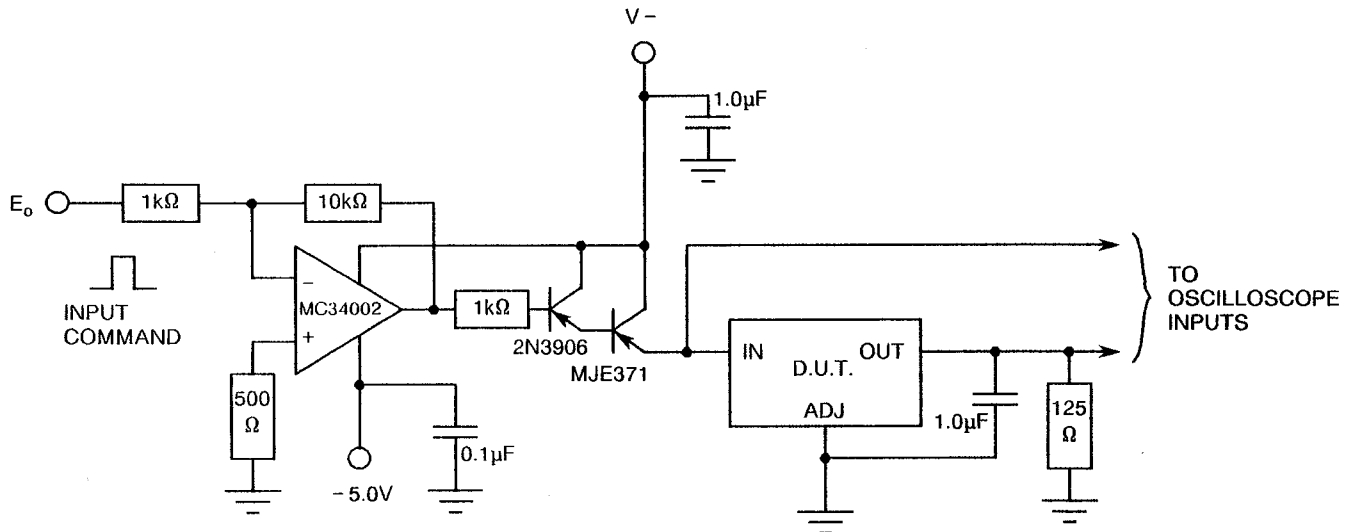 V -
1.0µF
E₀
1kΩ
10kΩ
INPUT
COMMAND
−
+
MC34002
1kΩ
2N3906
MJE371
500
Ω
0.1µF
- 5.0V
IN
OUT
D.U.T.
ADJ
1.0µF
125
Ω
TO
OSCILLOSCOPE
INPUTS